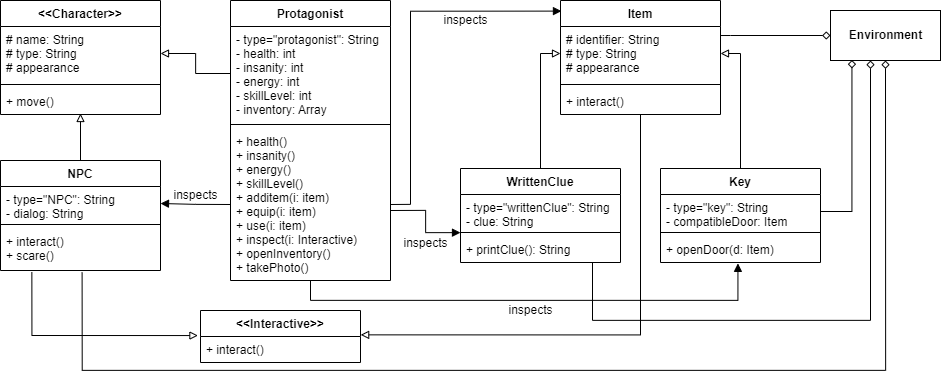 <<Character>>
# name: String
# type: String
# appearance
+ move()
Protagonist
- type="protagonist": String
- health: int
- insanity: int
- energy: int
- skillLevel: int
- inventory: Array
+ health()
+ insanity()
+ energy()
+ skillLevel()
+ additem(i: item)
+ equip(i: item)
+ use(i: item)
+ inspect(i: Interactive)
+ openInventory()
+ takePhoto()
inspects
Item
# identifier: String
# type: String
# appearance
+ interact()
Environment
NPC
- type="NPC": String
- dialog: String
+ interact()
+ scare()
inspects
inspects
WrittenClue
- type="writtenClue": String
- clue: String
+ printClue(): String
Key
- type="key": String
- compatibleDoor: Item
+ openDoor(d: Item)
inspects
<<Interactive>>
+ interact()